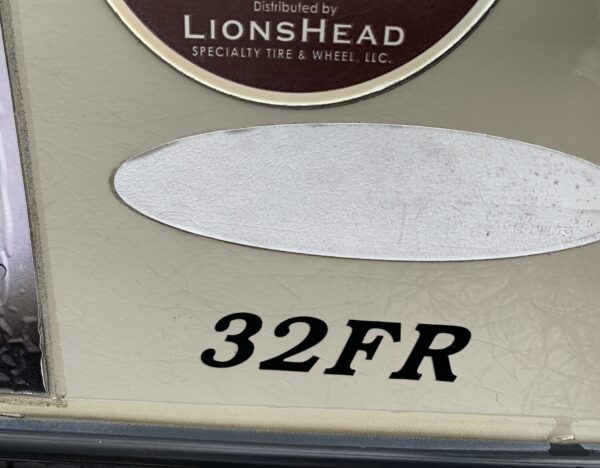 Distributed by
LIONSHEAD
SPECIALTY TIRE & WHEEL, LLC.
32FR